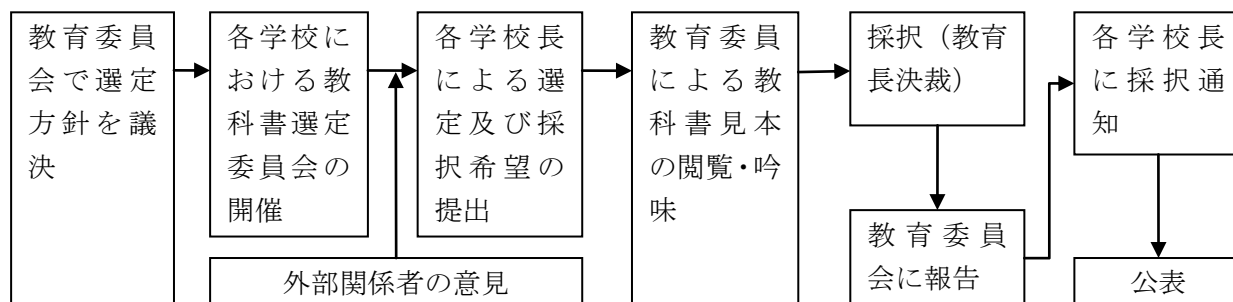 教育委員
会で選定
方針を議
決
各学校に
おける教
科書選定
委員会の
開催
外部関係者の意見
各学校長
による選
定及び採
択希望の
提出
教育委員
による教
科書見本
の閲覧・吟
味
採択（教育
長決裁）
教育委員
会に報告
各学校長
に採択通
知
公表